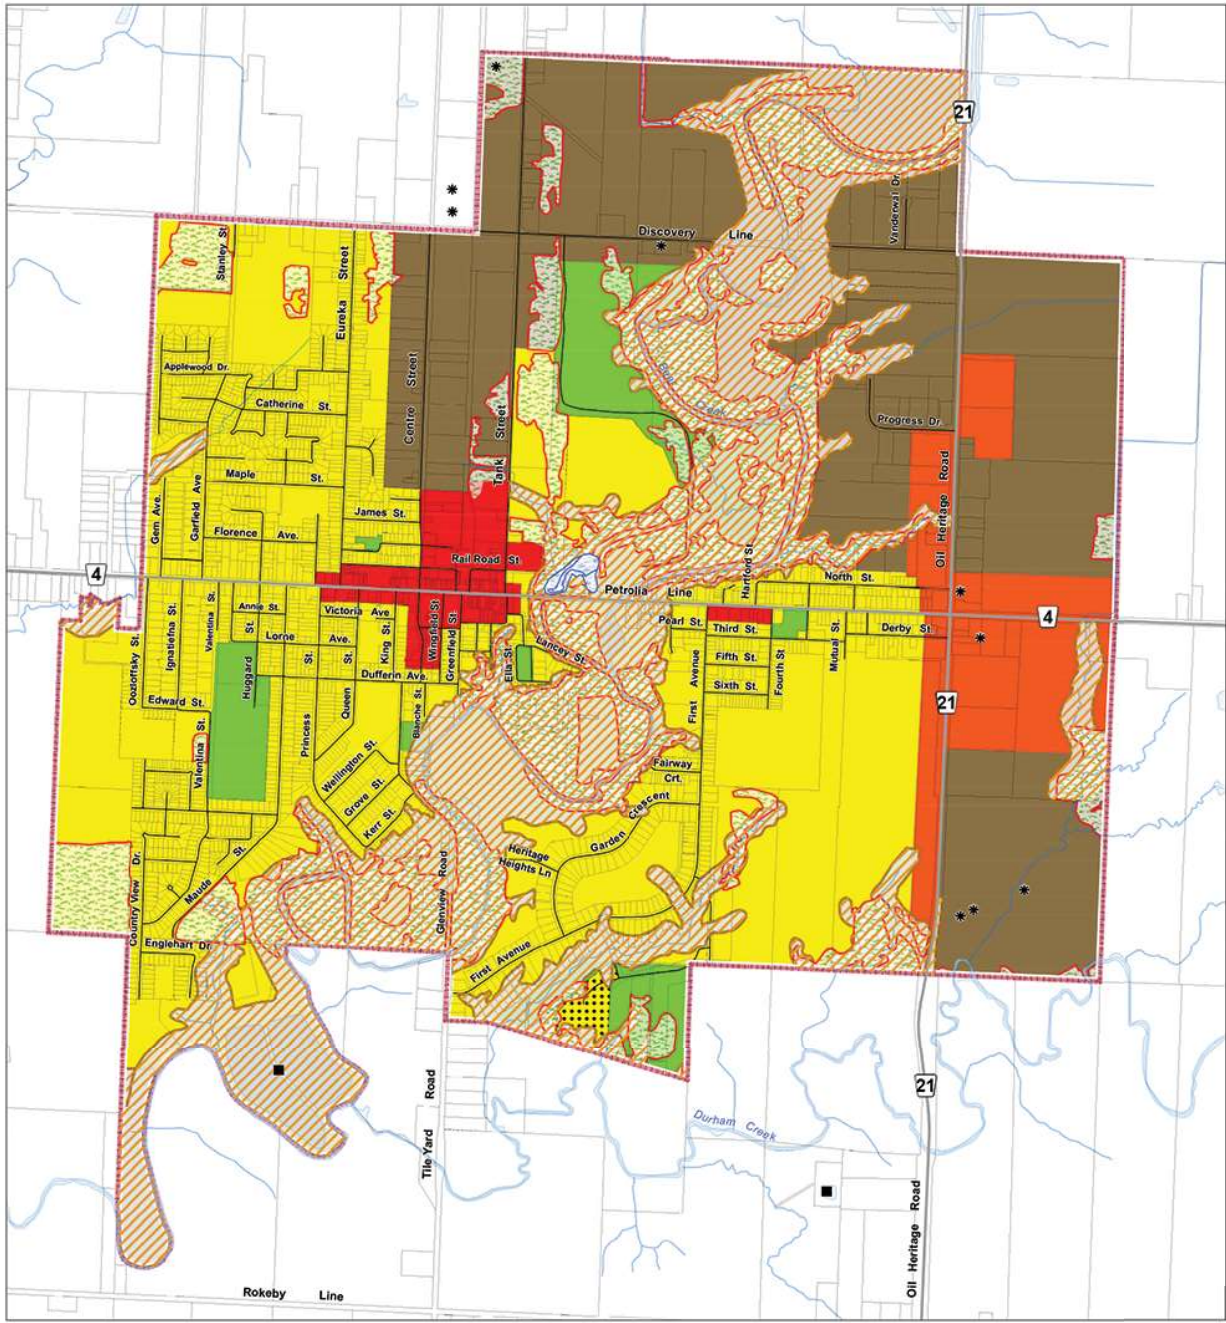 21
Stanley St.
Eureka Street
Discovery Line
Vanderwal Dr.
Applewood Dr.
Catherine St.
Centre Street
Tank Street
Bear Creek
Progress Dr.
Maple St.
Gem Ave.
Garfield Ave
Florence Ave.
James St.
Rail Road St.
Oil Heritage Road
Hartford St.
North St.
4
Petrolia Line
4
Oozloffsky St.
Ignatiefna St.
Valentina St.
Annie St.
Victoria Ave
Huggard St.
Lorne Ave.
King St.
Wingfield St
Greenfield St.
Ella St
Lancey St.
Pearl St.
Third St.
Fifth St.
Sixth St.
Fourth St
Mutual St.
Derby St.
Edward St.
Dufferin Ave.
Blanche St.
Princess St.
Queen St.
First Avenue
21
Valentina St.
Wellington St.
Grove St.
Kerr St.
Fairway Crt.
Garden Crescent
Heritage
Heights Ln
Country View Dr.
Maude St.
Glenview Road
Englehart Dr.
First Avenue
21
Tile Yard Road
Durham Creek
Oil Heritage Road
Rokeby Line